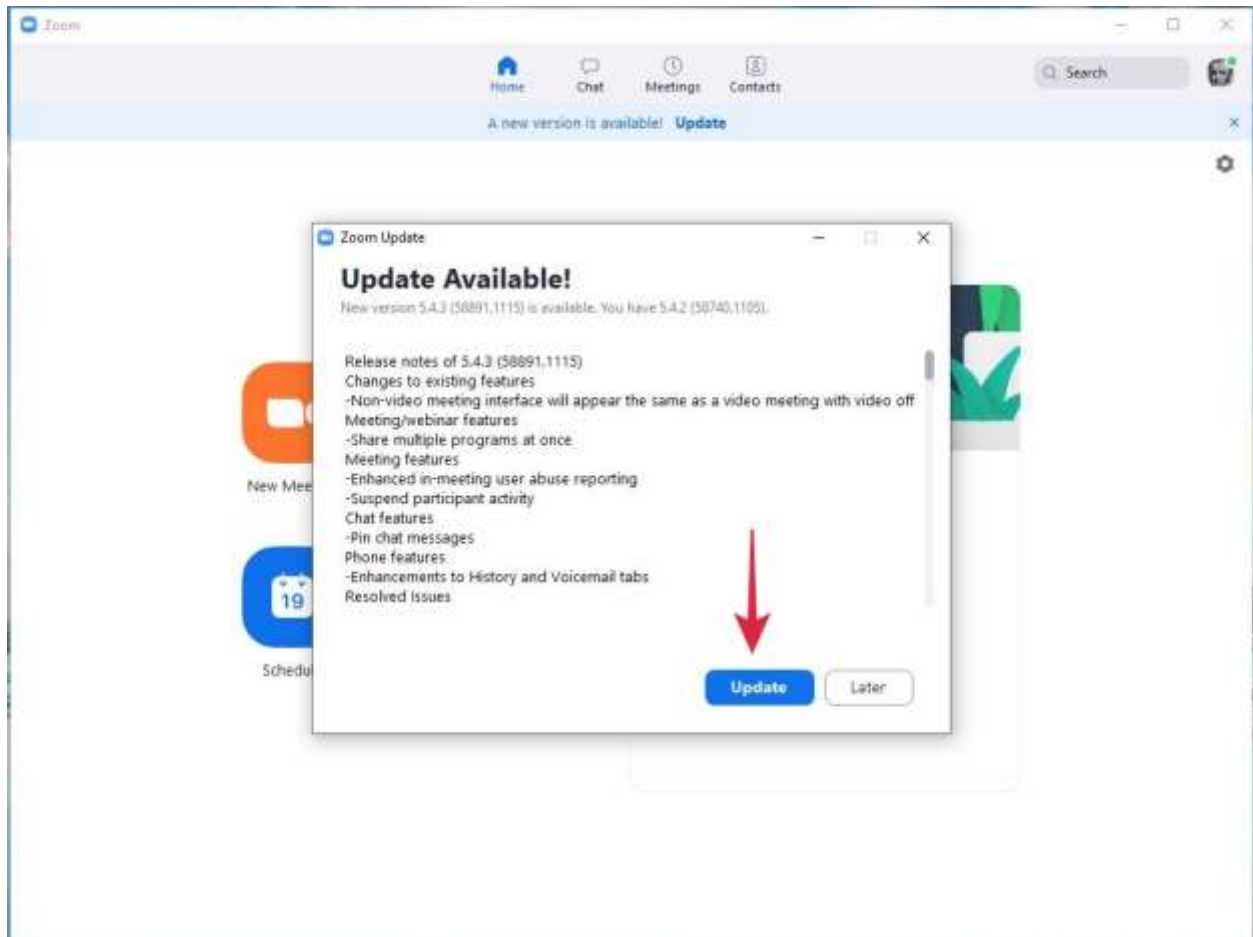 Zoom
Home
Chat
Meetings
Contacts
Search
A new version is available! Update
Zoom Update
Update Available!
New version 5.4.3 (58891.1115) is available. You have 5.4.2 (58740.1105).
Release notes of 5.4.3 (58891.1115)
Changes to existing features
-Non-video meeting interface will appear the same as a video meeting with video off
Meeting/webinar features
-Share multiple programs at once
Meeting features
-Enhanced in-meeting user abuse reporting
-Suspend participant activity
Chat features
-Pin chat messages
Phone features
-Enhancements to History and Voicemail tabs
Resolved Issues
New Mee
19
Schedul
Update
Later